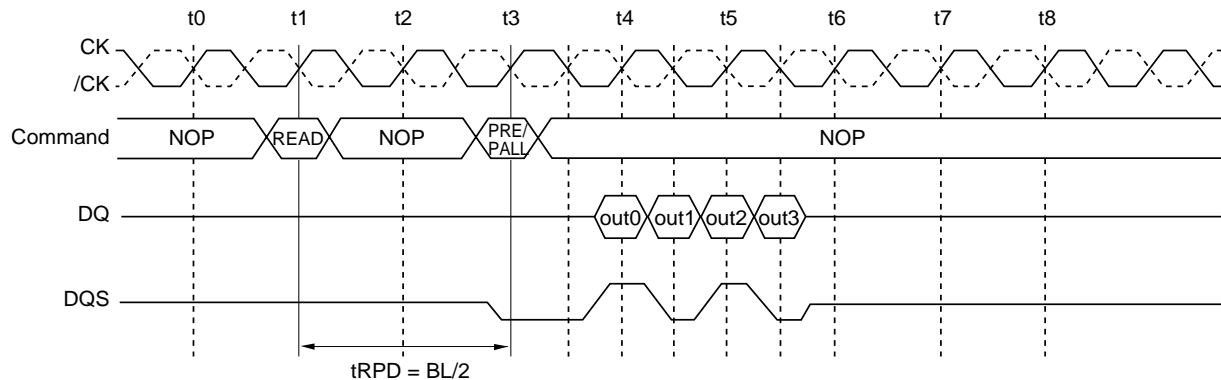 t0 t1 t2 t3 t4 t5 t6 t7 t8
CK
/CK
Command NOP READ NOP PRE/ NOP
PALL
DQ out0 out1 out2 out3
DQS
tRPD = BL/2